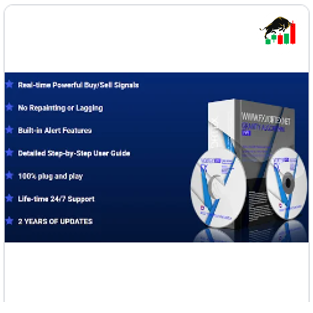 Real-time Powerful Buy/Sell Signals
No Repainting or Lagging
Built-in Alert Features
Detailed Step-by-Step User Guide
100% plug and play
Life-time 24/7 Support
2 YEARS OF UPDATES